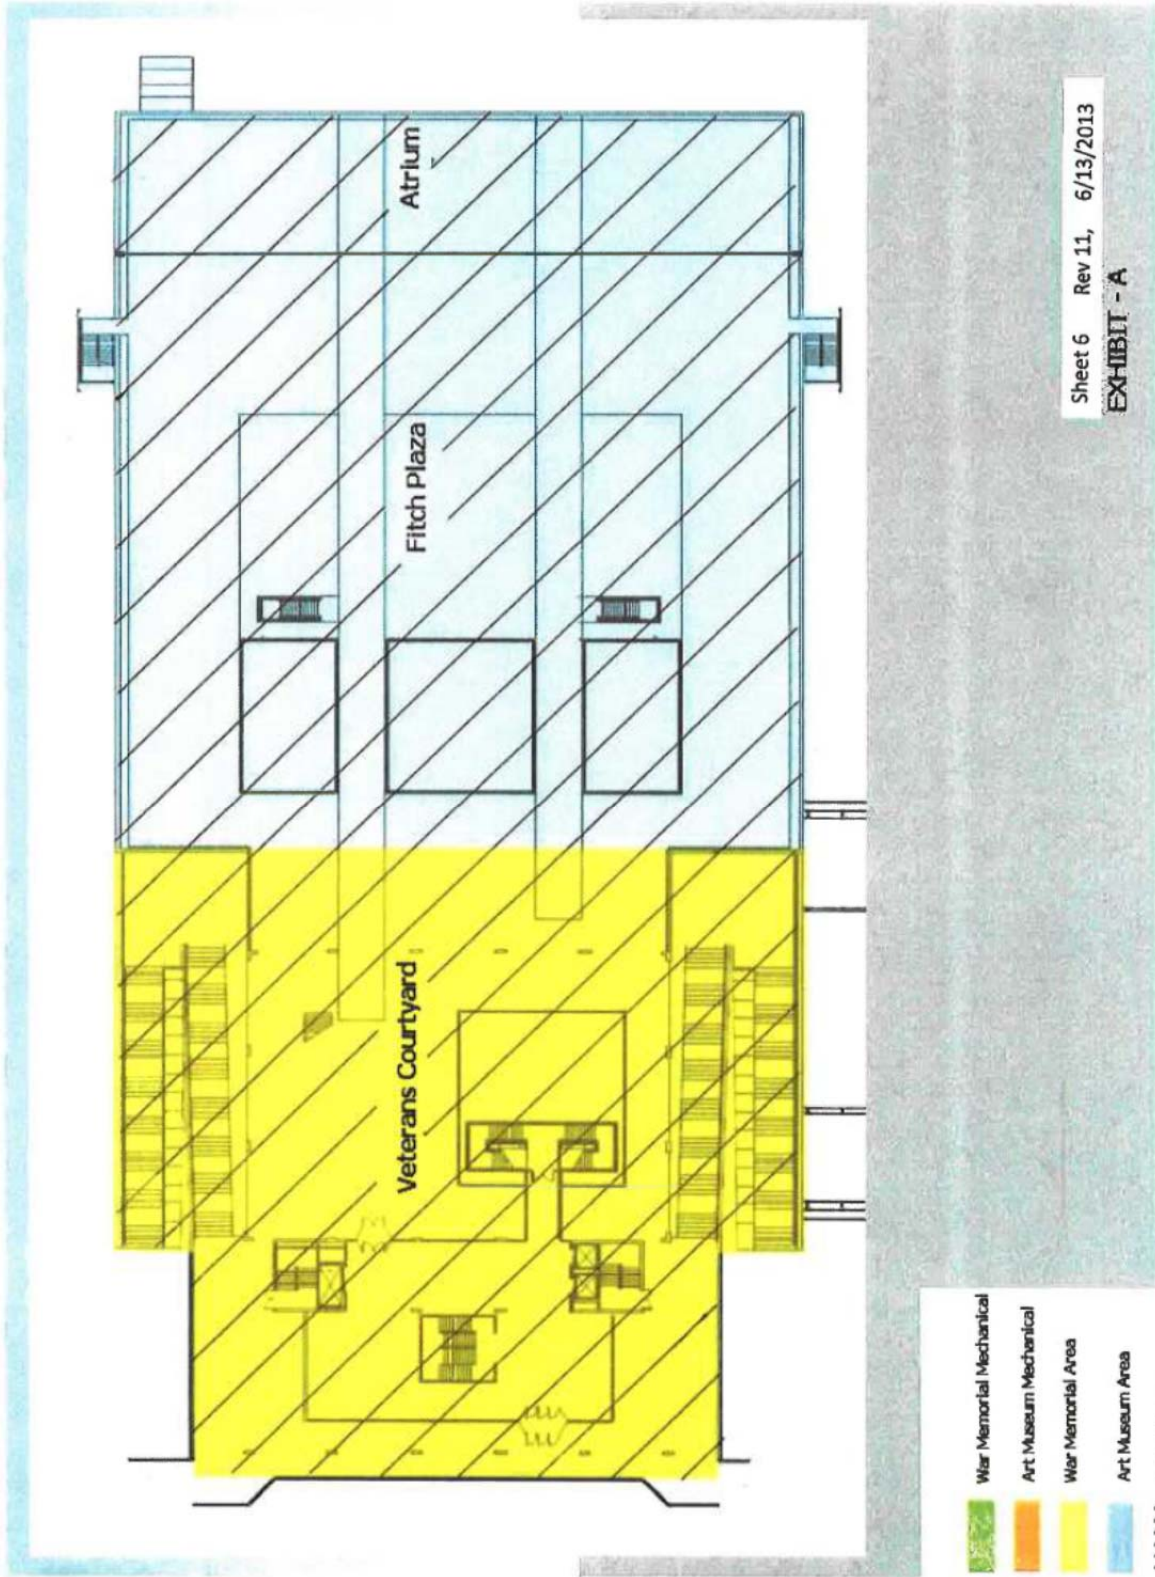 Atrium
Fitch Plaza
Veterans Courtyard
Sheet 6 Rev 11, 6/13/2013
EXHIBIT - A
War Memorial Mechanical
Art Museum Mechanical
War Memorial Area
Art Museum Area